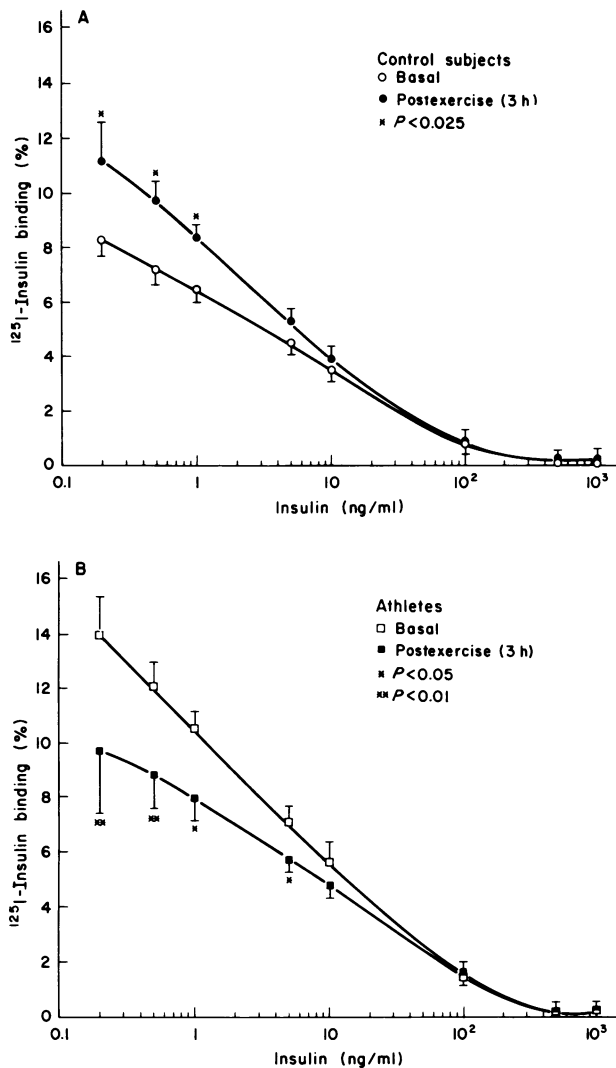 A
Control subjects
○ Basal
● Postexercise (3 h)
* P<0.025
* * *
16
14
12
10
8
6
4
2
0
¹²⁵I-Insulin binding (%)
0.1 1 10 10² 10³
Insulin (ng/ml)
B
Athletes
□ Basal
■ Postexercise (3 h)
* P<0.05
** P<0.01
** ** * *
16
14
12
10
8
6
4
2
0
¹²⁵I-Insulin binding (%)
0.1 1 10 10² 10³
Insulin (ng/ml)